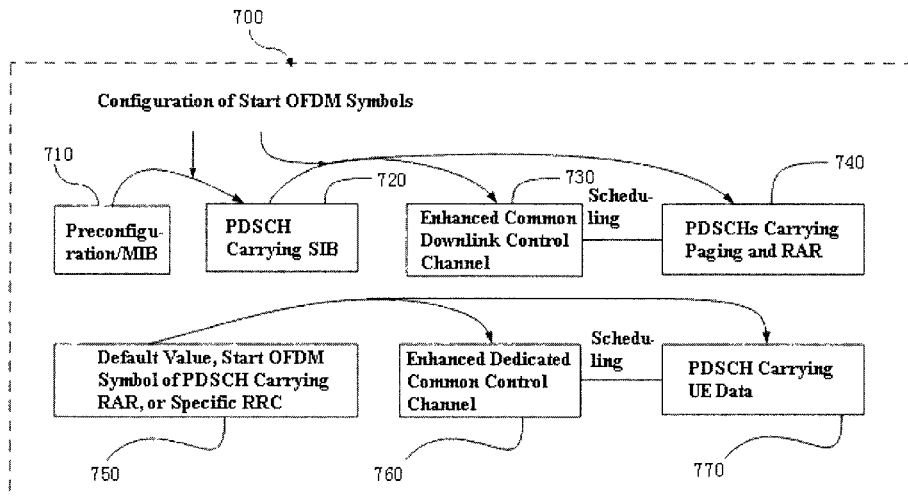 700
Configuration of Start OFDM Symbols
710
720
730
740
Preconfigu-
ration/MIB
PDSCH
Carrying SIB
Enhanced Common
Downlink Control
Channel
Schedu-
ling
PDSCHs Carrying
Paging and RAR
Default Value, Start OFDM
Symbol of PDSCH Carrying
RAR, or Specific RRC
Enhanced Dedicated
Common Control
Channel
Schedu-
ling
PDSCH Carrying
UE Data
750
760
770